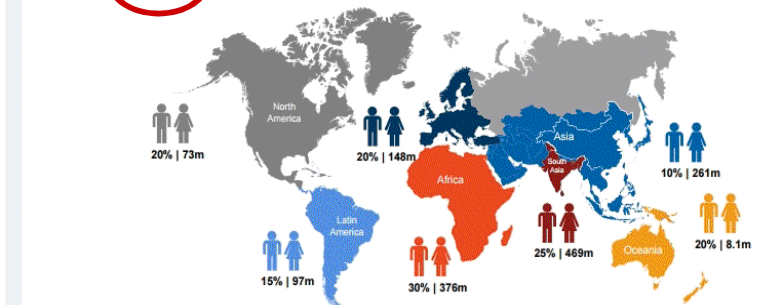 North
America
20% | 73m
20% | 148m
Asia
South
Asia
10% | 261m
Africa
Latin
America
15% | 97m
30% | 376m
25% | 469m
Oceania
20% | 8.1m